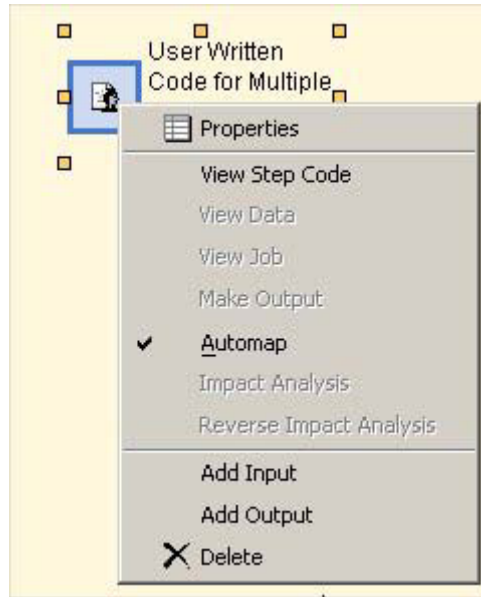 User Written
Code for Multiple
Properties
View Step Code
View Data
View Job
Make Output
Automap
Impact Analysis
Reverse Impact Analysis
Add Input
Add Output
Delete